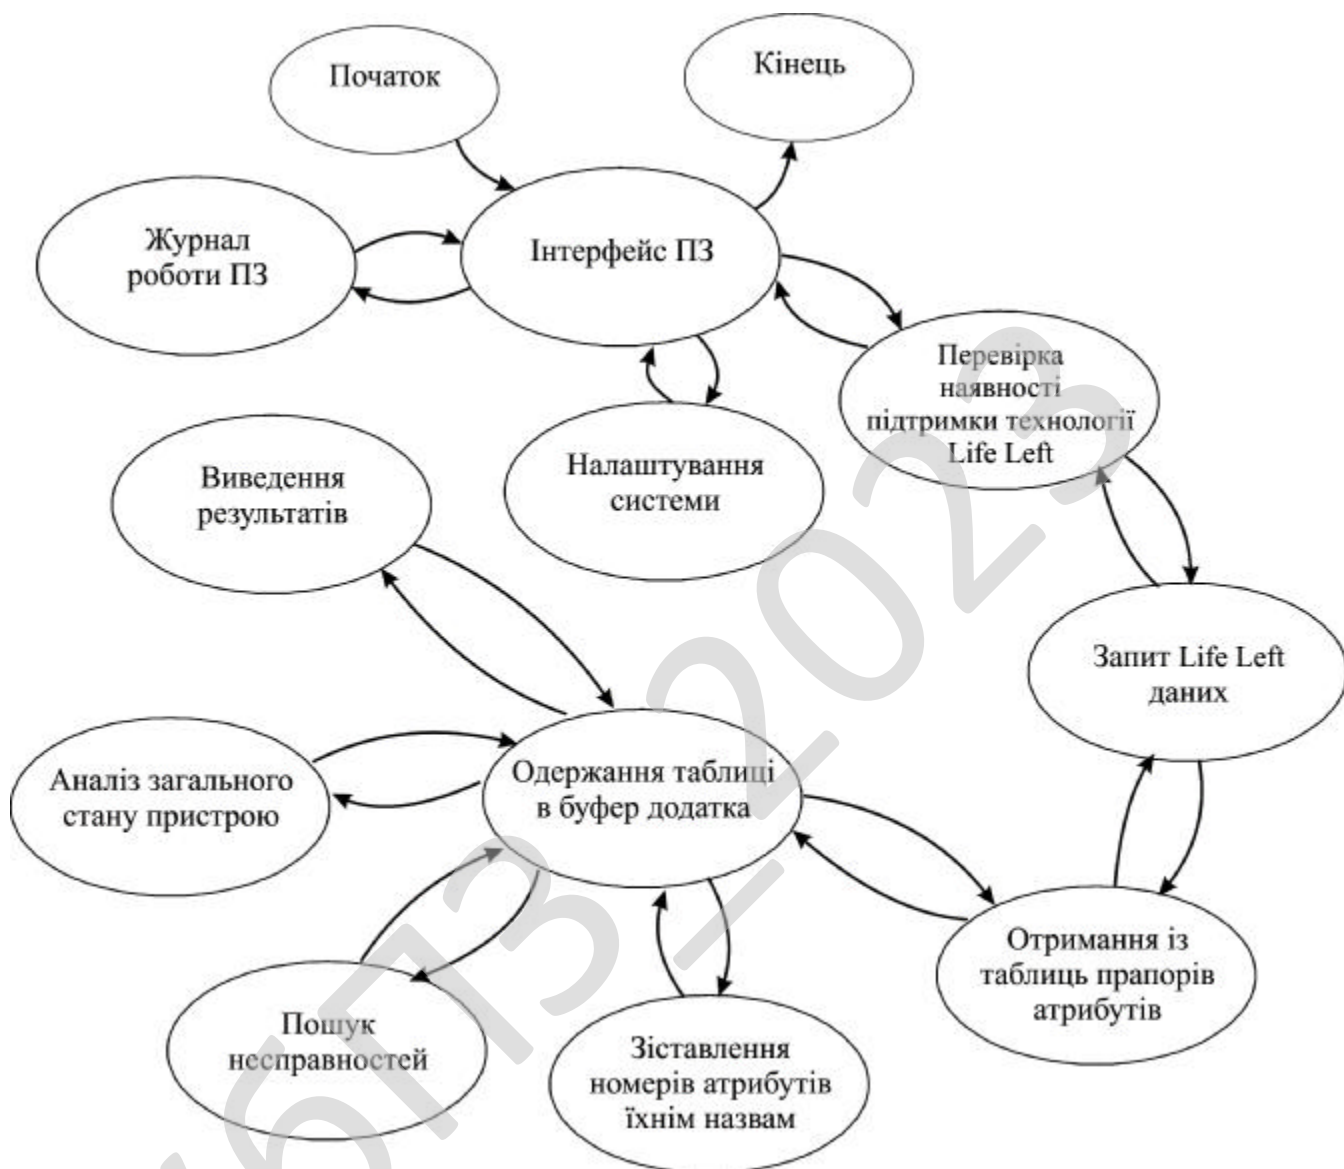 Початок
Кінець
Журнал
роботи ПЗ
Інтерфейс ПЗ
Перевірка
наявності
підтримки технології
Life Left
Виведення
результатів
Налаштування
системи
Запит Life Left
даних
Аналіз загального
стану пристрою
Одержання таблиці
в буфер додатка
Отримання із
таблиць прапорів
атрибутів
Пошук
несправностей
Зіставлення
номерів атрибутів
їхнім назвам
бПЗ_2023